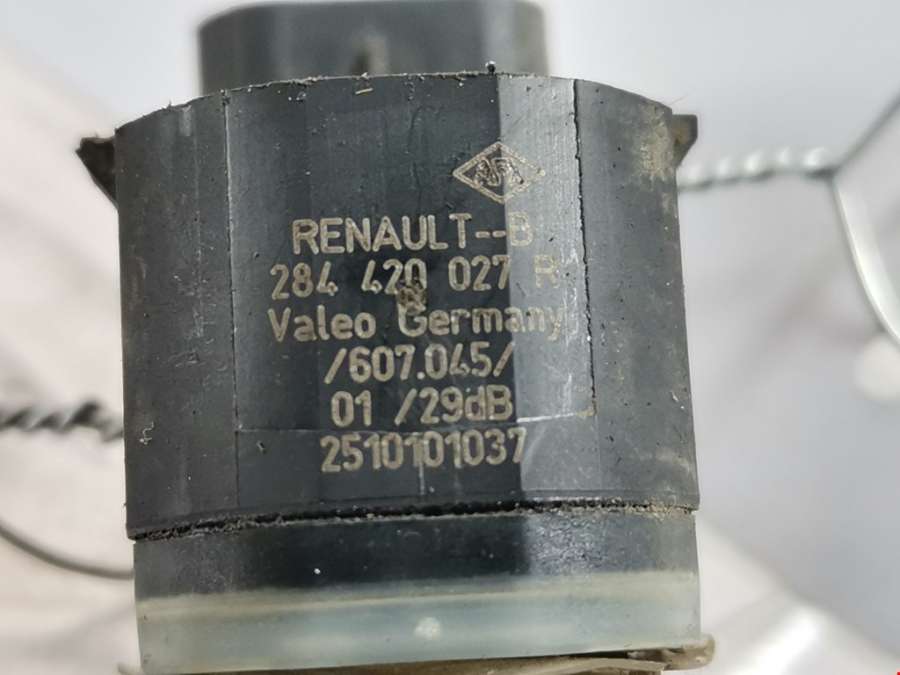 RENAULT--B
284 420 027 R
Valeo Germany
/607.045/
01 /29dB
2510101037